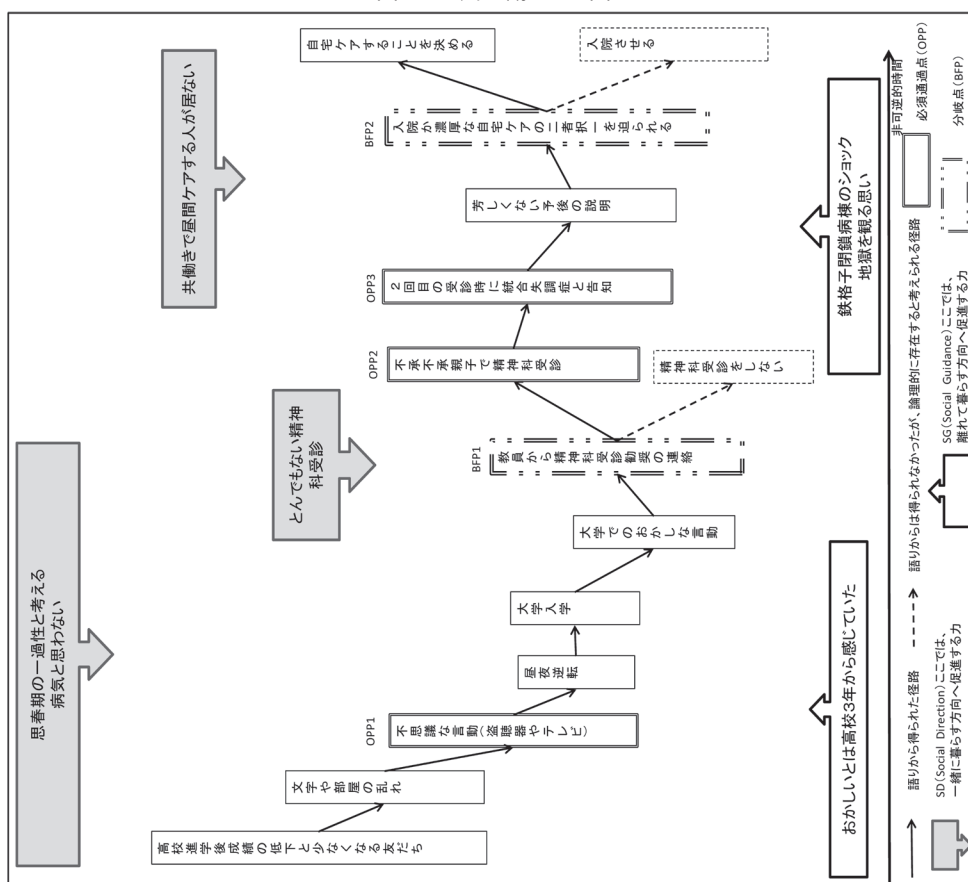 思春期の一過性と考える
病気と思わない
とんでもない精神
科受診
共働きで昼間ケアする人が居ない
高校進学後成績の低下と少なくなる友だち
文字や部屋の乱れ
OPP1
不思議な言動(盗聴器やテレビ)
昼夜逆転
大学入学
大学でのおかしな言動
BFP1
教員から精神科受診勧奨の連絡
OPP2
不承不承親子で精神科受診
精神科受診をしない
OPP3
2回目の受診時に統合失調症と告知
芳しくない予後の説明
BFP2
入院か濃厚な自宅ケアの二者択一を迫られる
自宅ケアすることを決める
入院させる
おかしいとは高校3年から感じていた
鉄格子閉鎖病棟のショック
地獄を観る思い
非可逆的時間
語りから得られた径路
語りからは得られなかったが、論理的に存在すると考えられる径路
必須通過点(OPP)
SD(Social Direction)ここでは、
一緒に暮らす方向へ促進する力
SG(Social Guidance)ここでは、
離れて暮らす方向へ促進する力
分岐点(BFP)